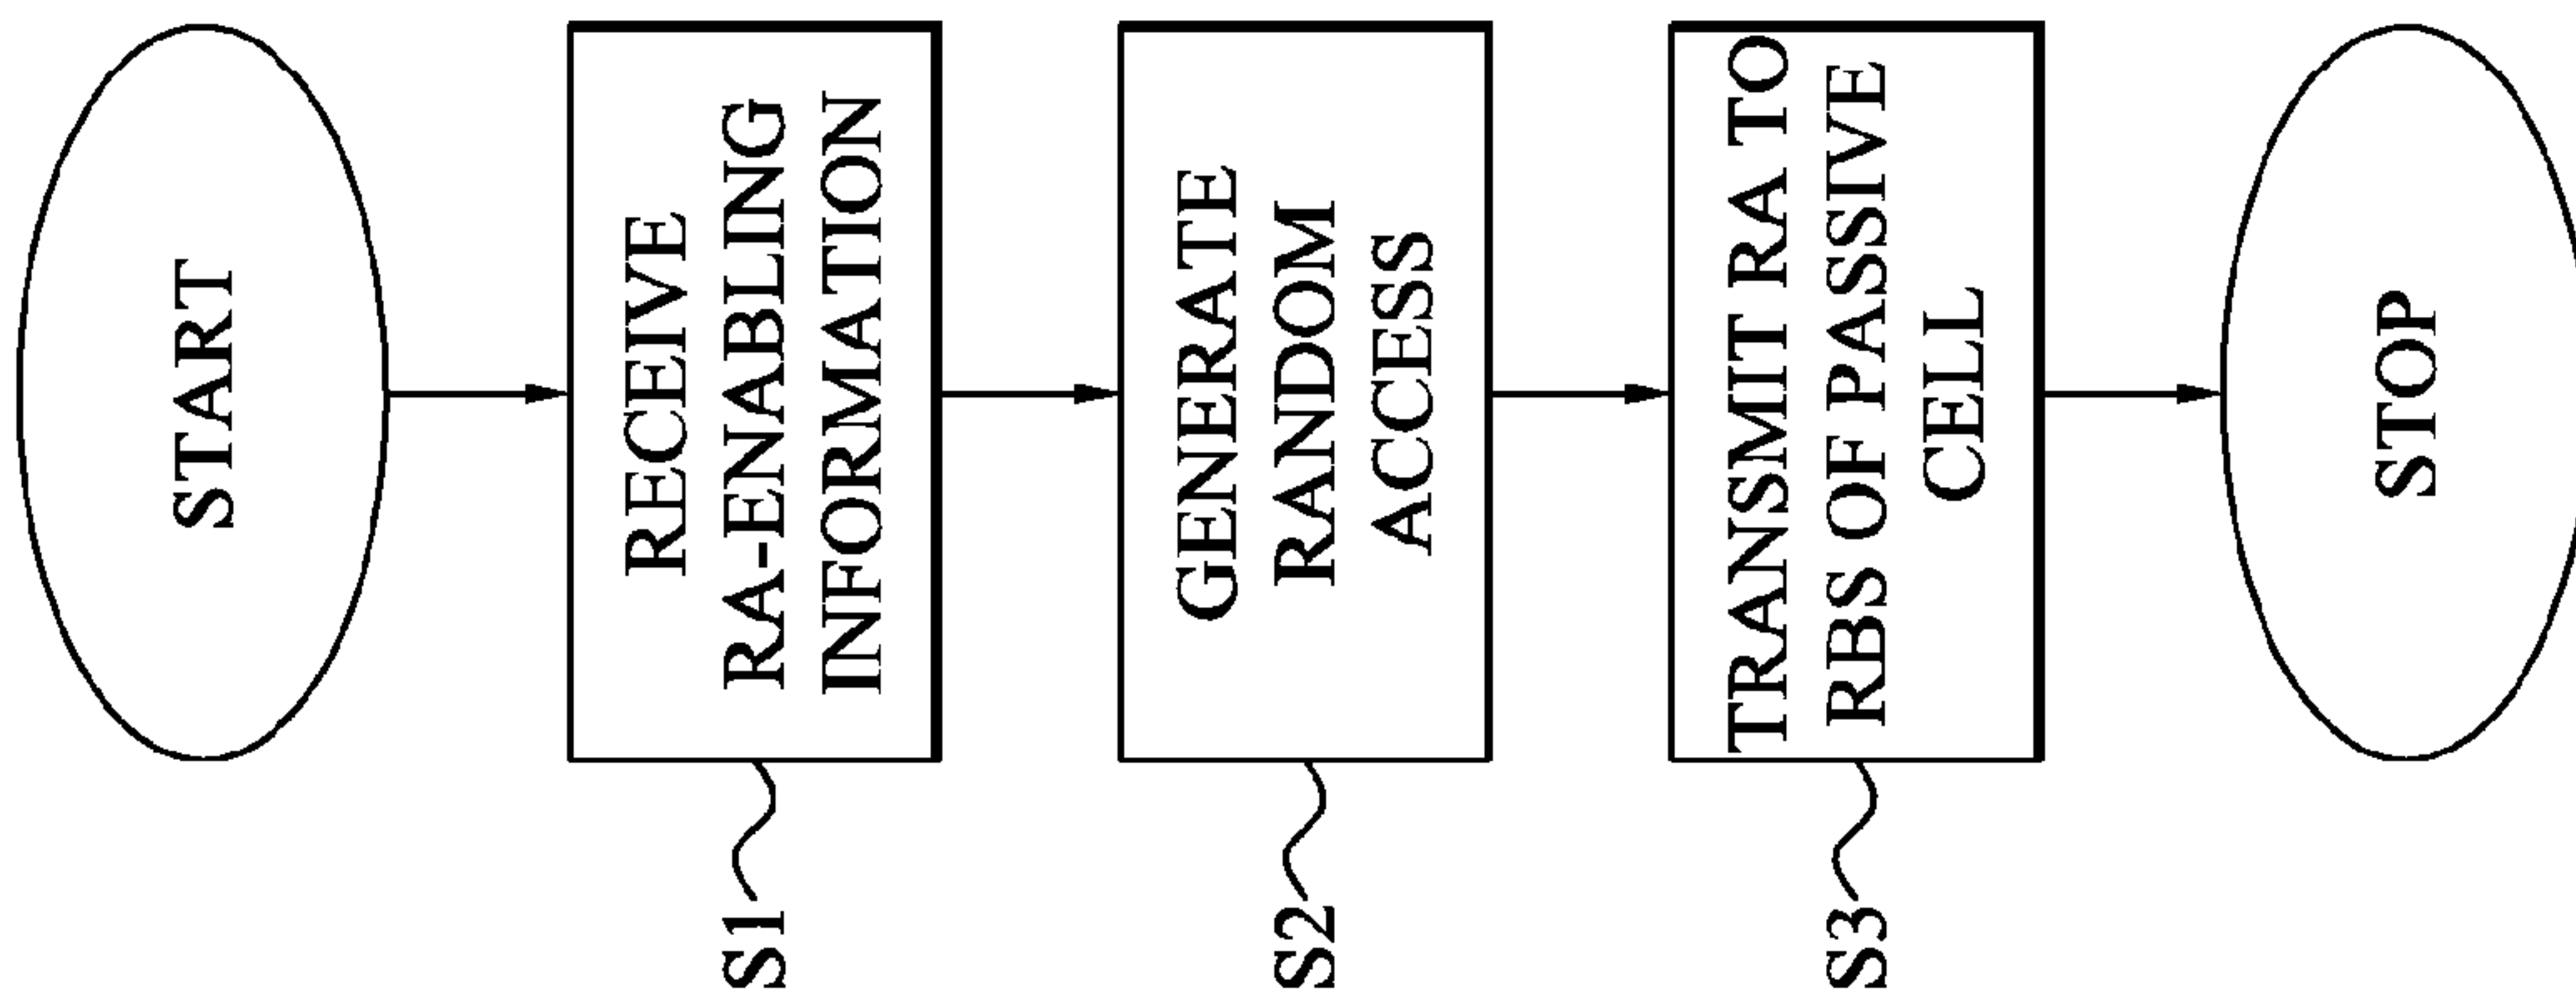 START
RECEIVE
RA-ENABLING
INFORMATION
S1
GENERATE
RANDOM
ACCESS
S2
TRANSMIT RA TO
RBS OF PASSIVE
CELL
S3
STOP